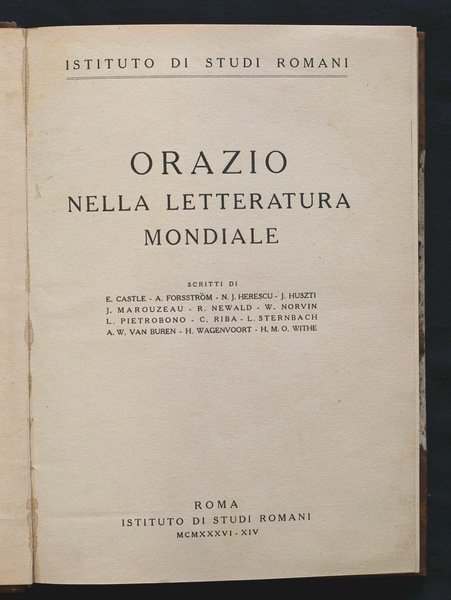 ISTITUTO DI STUDI ROMANI
ORAZIO
NELLA LETTERATURA
MONDIALE
SCRITTI DI
E. CASTLE - A. FORSSTRÖM - N. J. HERESCU - J. HUSZTI
J. MAROUZEAU - R. NEWALD - W. NORVIN
L. PIETROBONO - C. RIBA - L. STERNBACH
A. W. VAN BUREN - H. WAGENVOORT - H. M. O. WITHE
ROMA
ISTITUTO DI STUDI ROMANI
MCMXXXVI - XIV